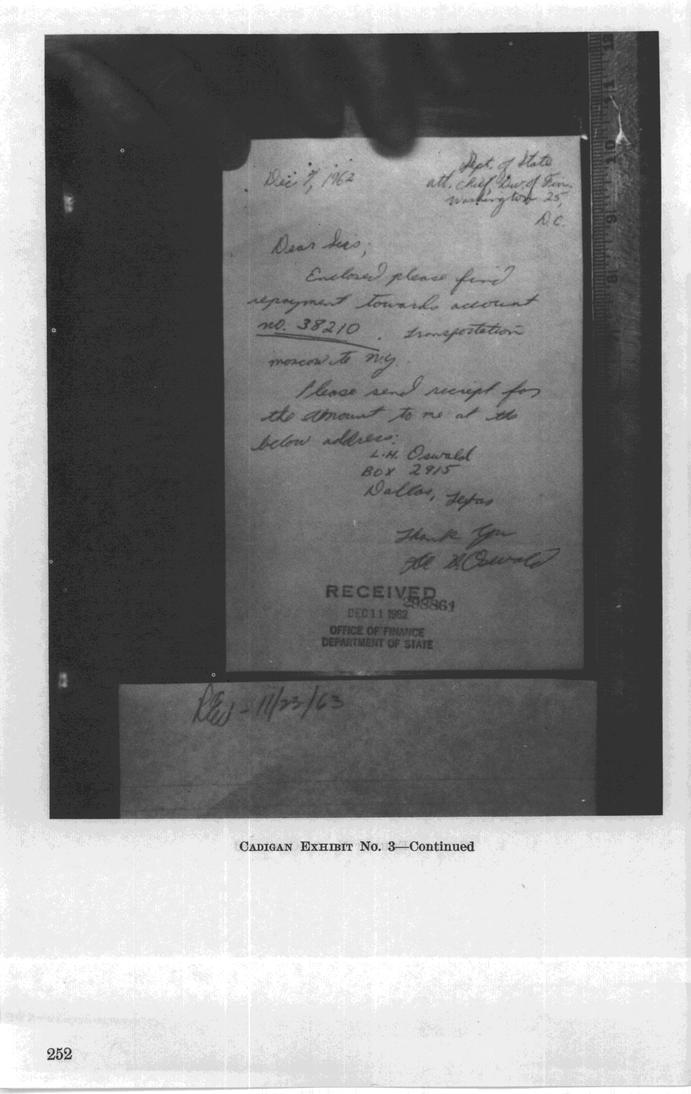 Dec 7, 1962
Dept. of State
att. Chief, Div. of Fin.
Washington 25,
D.C.
Dear Sirs,
Enclosed please find
repayment towards account
no. 38210 . transportation
moscow to N.Y.
Please send receipt for
the amount to me at the
below address:
L.H. Oswald
BOX 2915
Dallas, Texas
Thank You
Lee H. Oswald
RECEIVED
298861
DEC 11 1962
OFFICE OF FINANCE
DEPARTMENT OF STATE
11/23/63
CADIGAN EXHIBIT No. 3—Continued
252